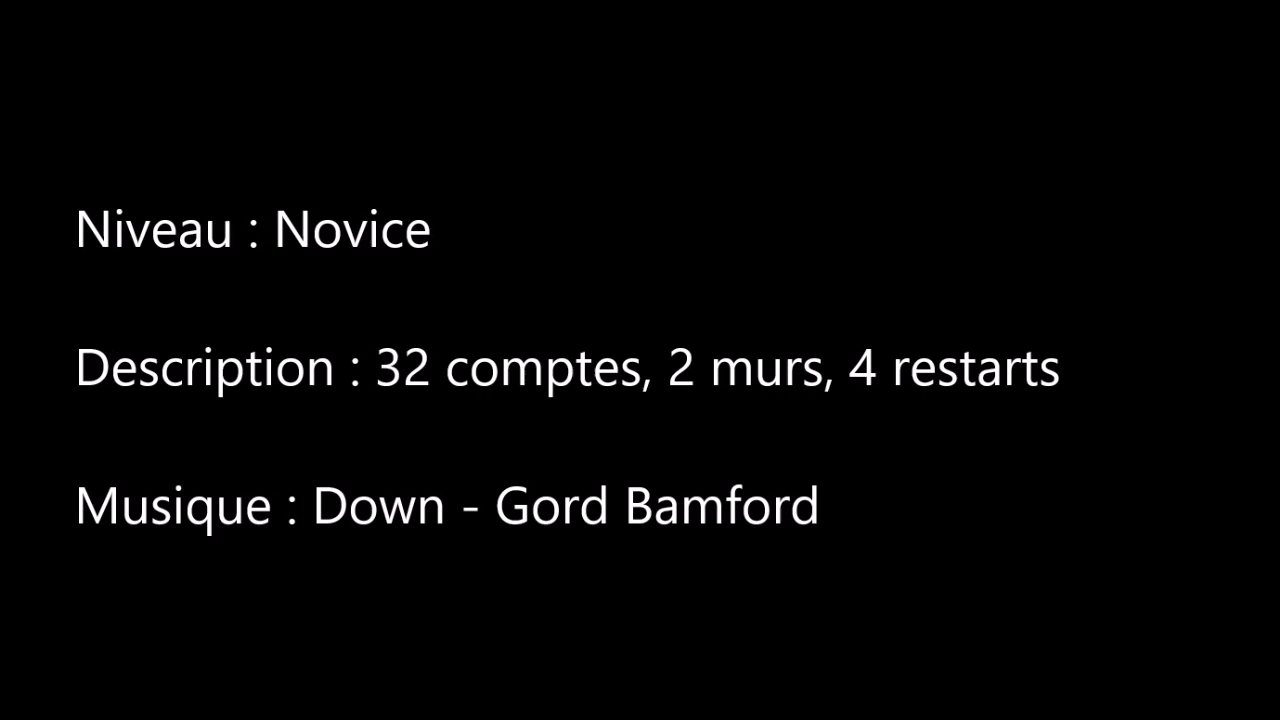 Niveau : Novice
Description : 32 comptes, 2 murs, 4 restarts
Musique : Down - Gord Bamford